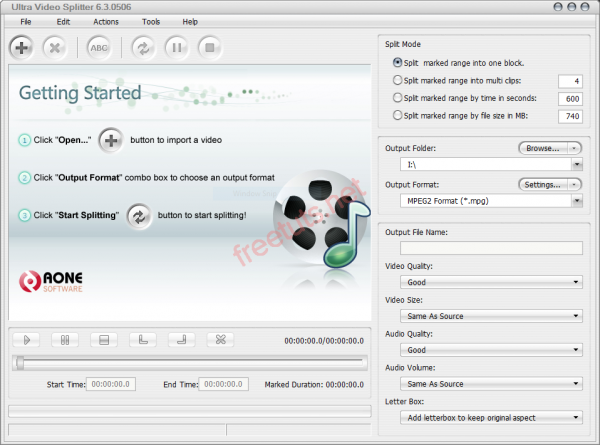 Ultra Video Splitter 6.3.0506
File Edit Actions Tools Help
ABC
Getting Started
1 Click "Open..." button to import a video
2 Click "Output Format" combo box to choose an output format
3 Click "Start Splitting" button to start splitting!
freetuts.net
AONE
SOFTWARE
00:00:00.0/00:00:00.0
Start Time: 00:00:00.0 End Time: 00:00:00.0 Marked Duration: 00:00:00.0
Split Mode
Split marked range into one block.
Split marked range into multi clips: 4
Split marked range by time in seconds: 600
Split marked range by file size in MB: 740
Output Folder: Browse...
I:\
Output Format: Settings...
MPEG2 Format (*.mpg)
Output File Name:
Video Quality:
Good
Video Size:
Same As Source
Audio Quality:
Good
Audio Volume:
Same As Source
Letter Box:
Add letterbox to keep original aspect